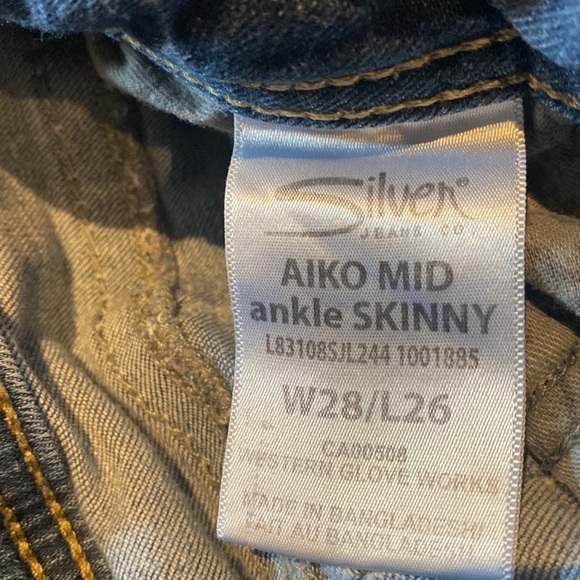 Silver
JEANS CO
AIKO MID
ankle SKINNY
L83108SJL244 1001885
W28/L26
CA00508
WESTERN GLOVE WORKS
MADE IN BANGLADESH/
FAIT AU BANGLADESH